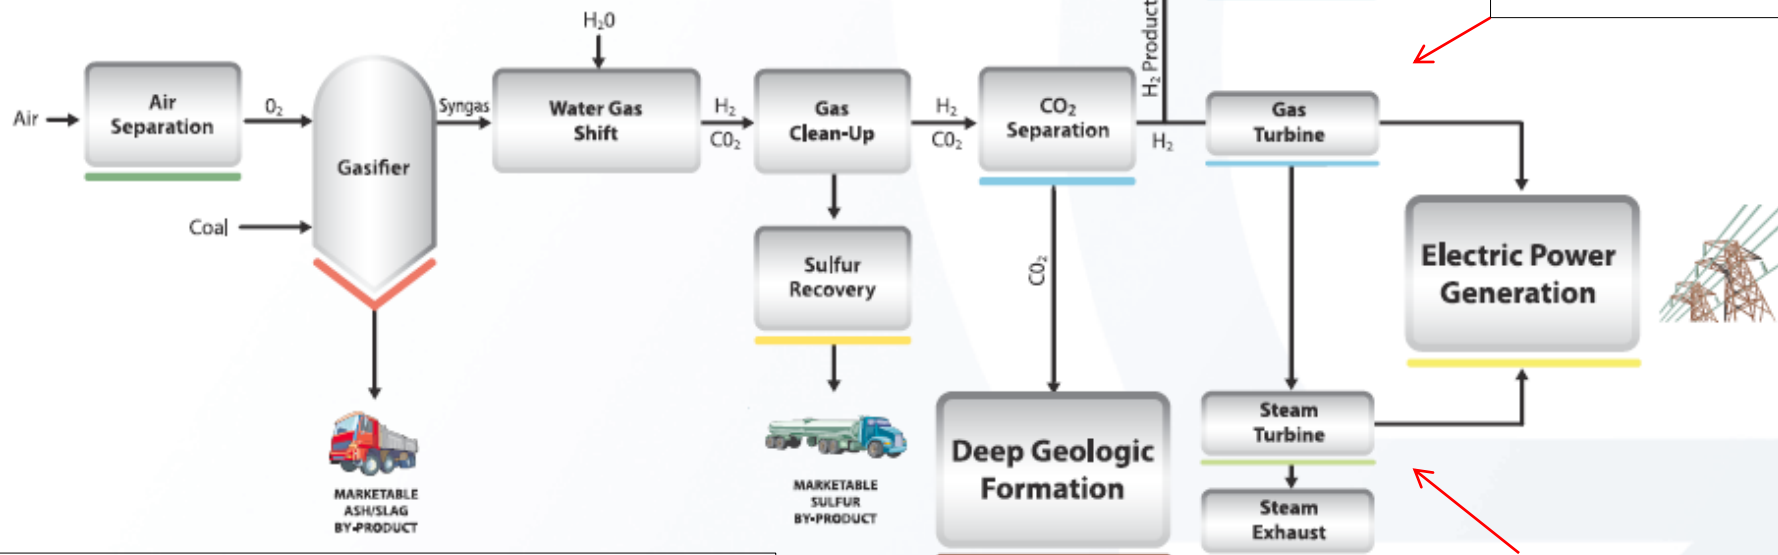 H₂0
Air
Air
Separation
0₂
Coal
Gasifier
Syngas
Water Gas
Shift
H₂
C0₂
Gas
Clean-Up
H₂
C0₂
CO₂
Separation
H₂ Product
H₂
Gas
Turbine
Sulfur
Recovery
C0₂
Electric Power
Generation
Steam
Turbine
Deep Geologic
Formation
Steam
Exhaust
MARKETABLE
ASH/SLAG
BY-PRODUCT
MARKETABLE
SULFUR
BY-PRODUCT